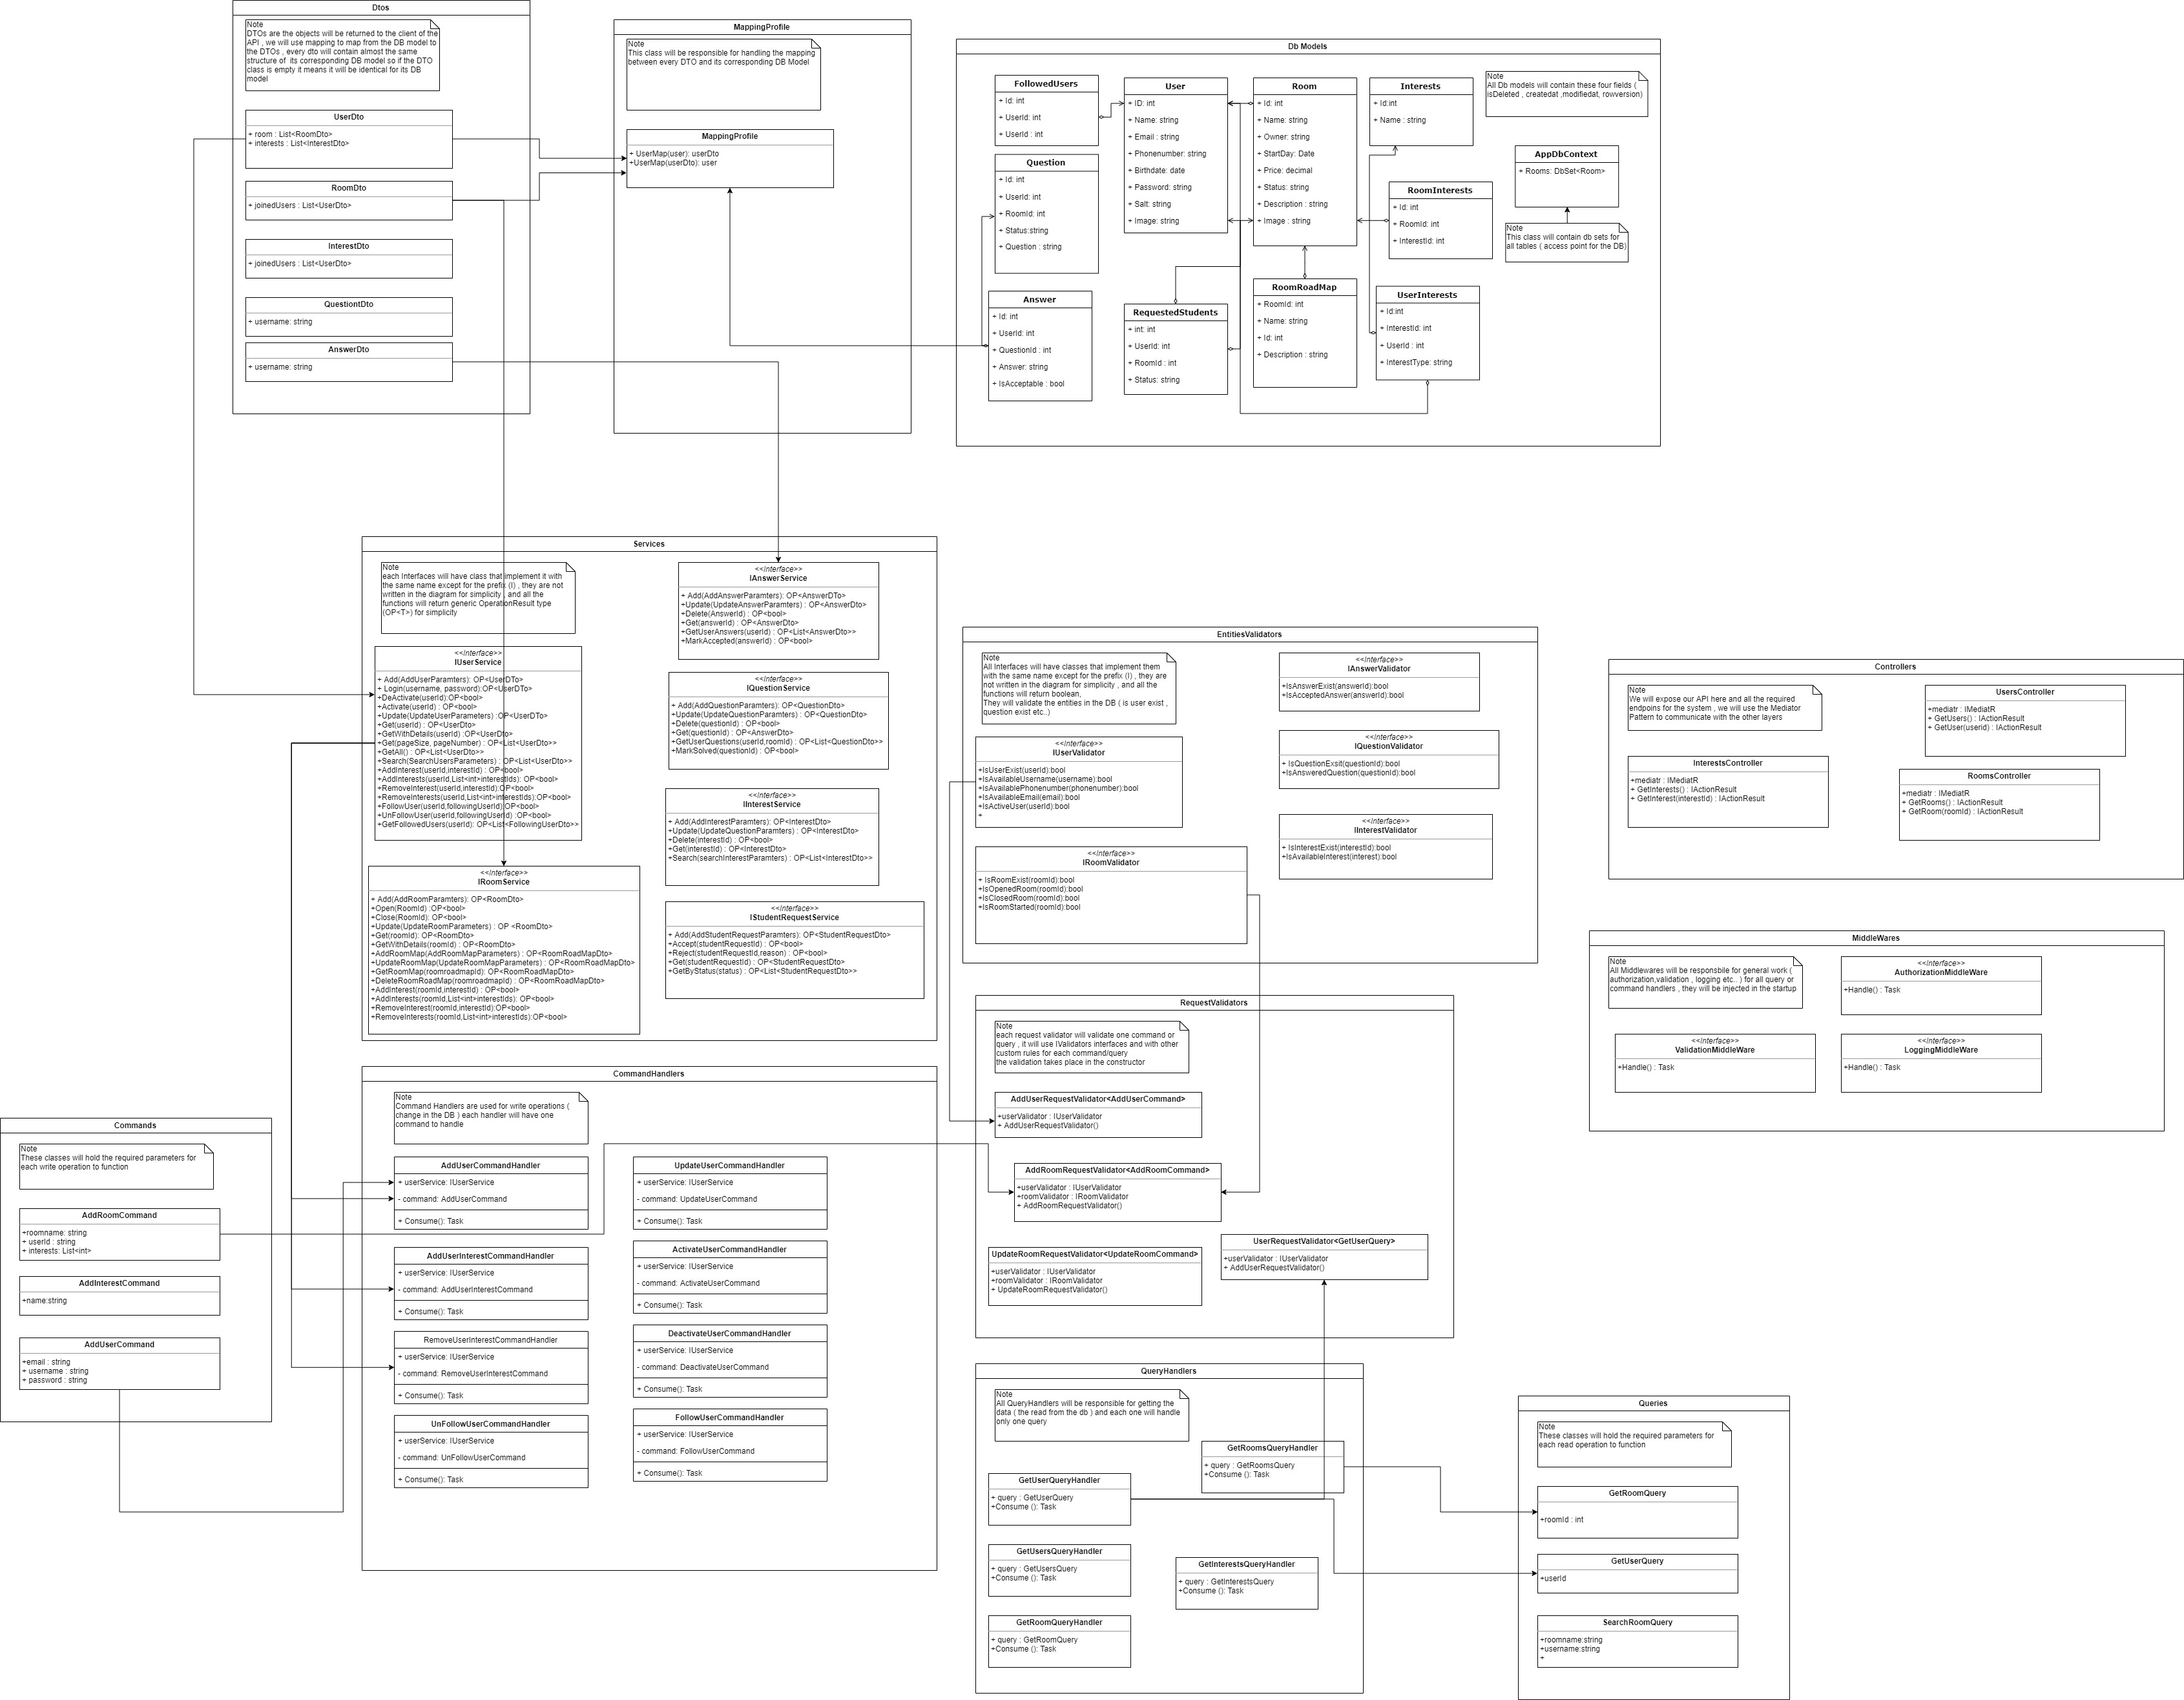 Dtos
Note
DTOs are the objects will be returned to the client of the
API , we will use mapping to map from the DB model to
the DTOs , every dto will contain almost the same
structure of  its corresponding DB model so if the DTO
class is empty it means it will be identical for its DB
model
UserDto
+ room : List<RoomDto>
+ interests : List<InterestDto>
RoomDto
+ joinedUsers : List<UserDto>
InterestDto
+ joinedUsers : List<UserDto>
QuestiontDto
+ username: string
AnswerDto
+ username: string
MappingProfile
Note
This class will be responsible for handling the mapping
between every DTO and its corresponding DB Model
MappingProfile
+ UserMap(user): userDto
+UserMap(userDto): user
Db Models
FollowedUsers
+ Id: int
+ UserId: int
+ UserId : int
Question
+ Id: int
+ UserId: int
+ RoomId: int
+ Status:string
+ Question : string
Answer
+ Id: int
+ UserId: int
+ QuestionId : int
+ Answer: string
+ IsAcceptable : bool
User
+ ID: int
+ Name: string
+ Email : string
+ Phonenumber: string
+ Birthdate: date
+ Password: string
+ Salt: string
+ Image: string
RequestedStudents
+ int: int
+ UserId: int
+ RoomId : int
+ Status: string
Room
+ Id: int
+ Name: string
+ Owner: string
+ StartDay: Date
+ Price: decimal
+ Status: string
+ Description : string
+ Image : string
RoomRoadMap
+ RoomId: int
+ Name: string
+ Id: int
+ Description : string
Interests
+ Id:int
+ Name : string
RoomInterests
+ Id: int
+ RoomId: int
+ InterestId: int
UserInterests
+ Id:int
+ InterestId: int
+ UserId : int
+ InterestType: string
Note
All Db models will contain these four fields (
isDeleted , createdat ,modifiedat, rowversion)
AppDbContext
+ Rooms: DbSet<Room>
Note
This class will contain db sets for
all tables ( access point for the DB)
Services
Note
each Interfaces will have class that implement it with
the same name except for the prefix (I) , they are not
written in the diagram for simplicity , and all the
functions will return generic OperationResult type
(OP<T>) for simplicity
<<Interface>>
IUserService
+ Add(AddUserParamters): OP<UserDTo>
+ Login(username, password):OP<UserDTo>
+DeActivate(userId):OP<bool>
+Activate(userId) : OP<bool>
+Update(UpdateUserParameters) :OP<UserDTo>
+Get(userId) : OP<UserDto>
+GetWithDetails(userId) :OP<UserDto>
+Get(pageSize, pageNumber) : OP<List<UserDto>>
+GetAll() : OP<List<UserDto>>
+Search(SearchUsersParameters) : OP<List<UserDto>>
+AddInterest(userId,interestId) : OP<bool>
+AddInterests(userId,List<int>interestIds): OP<bool>
+RemoveInterest(userId,interestId):OP<bool>
+RemoveInterests(userId,List<int>interestIds):OP<bool>
+FollowUser(userId,followingUserId):OP<bool>
+UnFollowUser(userId,followingUserId) :OP<bool>
+GetFollowedUsers(userId): OP<List<FollowingUserDto>>
<<Interface>>
IRoomService
+ Add(AddRoomParamters): OP<RoomDto>
+Open(RoomId) :OP<bool>
+Close(RoomId): OP<bool>
+Update(UpdateRoomParameters) : OP <RoomDto>
+Get(roomId): OP<RoomDto>
+GetWithDetails(roomId) : OP<RoomDto>
+AddRoomMap(AddRoomMapParameters) : OP<RoomRoadMapDto>
+UpdateRoomMap(UpdateRoomMapParameters) : OP<RoomRoadMapDto>
+GetRoomMap(roomroadmapId): OP<RoomRoadMapDto>
+DeleteRoomRoadMap(roomroadmapId) : OP<RoomRoadMapDto>
+AddInterest(roomId,interestId) : OP<bool>
+AddInterests(roomId,List<int>interestIds): OP<bool>
+RemoveInterest(roomId,interestId):OP<bool>
+RemoveInterests(roomId,List<int>interestIds):OP<bool>
<<Interface>>
IAnswerService
+ Add(AddAnswerParamters): OP<AnswerDTo>
+Update(UpdateAnswerParamters) : OP<AnswerDto>
+Delete(AnswerId) : OP<bool>
+Get(answerId) : OP<AnswerDto>
+GetUserAnswers(userId) : OP<List<AnswerDto>>
+MarkAccepted(answerId) : OP<bool>
<<Interface>>
IQuestionService
+ Add(AddQuestionParamters): OP<QuestionDto>
+Update(UpdateQuestionParamters) : OP<QuestionDto>
+Delete(questionId) : OP<bool>
+Get(questionId) : OP<AnswerDto>
+GetUserQuestions(userId,roomId) : OP<List<QuestionDto>>
+MarkSolved(questionId) : OP<bool>
<<Interface>>
IInterestService
+ Add(AddInterestParamters): OP<InterestDto>
+Update(UpdateQuestionParamters) : OP<InterestDto>
+Delete(interestId) : OP<bool>
+Get(interestId) : OP<InterestDto>
+Search(searchInterestParamters) : OP<List<InterestDto>>
<<Interface>>
IStudentRequestService
+ Add(AddStudentRequestParamters): OP<StudentRequestDto>
+Accept(studentRequestId) : OP<bool>
+Reject(studentRequestId,reason) : OP<bool>
+Get(studentRequestId) : OP<StudentRequestDto>
+GetByStatus(status) : OP<List<StudentRequestDto>>
EntitiesValidators
Note
All Interfaces will have classes that implement them
with the same name except for the prefix (I) , they are
not written in the diagram for simplicity , and all the
functions will return boolean,
They will validate the entities in the DB ( is user exist ,
question exist etc..)
<<Interface>>
IUserValidator
+IsUserExist(userId):bool
+IsAvailableUsername(username):bool
+IsAvailablePhonenumber(phonenumber):bool
+IsAvailableEmail(email):bool
+IsActiveUser(userId):bool
+
<<Interface>>
IRoomValidator
+ IsRoomExist(roomId):bool
+IsOpenedRoom(roomId):bool
+IsClosedRoom(roomId):bool
+IsRoomStarted(roomId):bool
<<Interface>>
IAnswerValidator
+IsAnswerExist(answerId):bool
+IsAcceptedAnswer(answerId):bool
<<Interface>>
IQuestionValidator
+ IsQuestionExsit(questionId):bool
+IsAnsweredQuestion(questionId):bool
<<Interface>>
IInterestValidator
+ IsInterestExist(interestId):bool
+IsAvailableInterest(interest):bool
Controllers
Note
We will expose our API here and all the required
endpoins for the system , we will use the Mediator
Pattern to communicate with the other layers
UsersController
+mediatr : IMediatR
+ GetUsers() : IActionResult
+ GetUser(userId) : IActionResult
InterestsController
+mediatr : IMediatR
+ GetInterests() : IActionResult
+ GetInterest(interestId) : IActionResult
RoomsController
+mediatr : IMediatR
+ GetRooms() : IActionResult
+ GetRoom(roomId) : IActionResult
MiddleWares
Note
All Middlewares will be responsbile for general work (
authorization,validation , logging etc.. ) for all query or
command handlers , they will be injected in the startup
<<Interface>>
AuthorizationMiddleWare
+Handle() : Task
<<Interface>>
ValidationMiddleWare
+Handle() : Task
<<Interface>>
LoggingMiddleWare
+Handle() : Task
RequestValidators
Note
each request validator will validate one command or
query , it will use IValidators interfaces and with other
custom rules for each command/query
the validation takes place in the constructor
AddUserRequestValidator<AddUserCommand>
+userValidator : IUserValidator
+ AddUserRequestValidator()
AddRoomRequestValidator<AddRoomCommand>
+userValidator : IUserValidator
+roomValidator : IRoomValidator
+ AddRoomRequestValidator()
UpdateRoomRequestValidator<UpdateRoomCommand>
+userValidator : IUserValidator
+roomValidator : IRoomValidator
+ UpdateRoomRequestValidator()
UserRequestValidator<GetUserQuery>
+userValidator : IUserValidator
+ AddUserRequestValidator()
Commands
Note
These classes will hold the required parameters for
each write operation to function
AddRoomCommand
+roomname: string
+ userId : string
+ interests: List<int>
AddInterestCommand
+name:string
AddUserCommand
+email : string
+ username : string
+ password : string
CommandHandlers
Note
Command Handlers are used for write operations (
change in the DB ) each handler will have one
command to handle
AddUserCommandHandler
+ userService: IUserService
- command: AddUserCommand
+ Consume(): Task
AddUserInterestCommandHandler
+ userService: IUserService
- command: AddUserInterestCommand
+ Consume(): Task
RemoveUserInterestCommandHandler
+ userService: IUserService
- command: RemoveUserInterestCommand
+ Consume(): Task
UnFollowUserCommandHandler
+ userService: IUserService
- command: UnFollowUserCommand
+ Consume(): Task
UpdateUserCommandHandler
+ userService: IUserService
- command: UpdateUserCommand
+ Consume(): Task
ActivateUserCommandHandler
+ userService: IUserService
- command: ActivateUserCommand
+ Consume(): Task
DeactivateUserCommandHandler
+ userService: IUserService
- command: DeactivateUserCommand
+ Consume(): Task
FollowUserCommandHandler
+ userService: IUserService
- command: FollowUserCommand
+ Consume(): Task
QueryHandlers
Note
All QueryHandlers will be responsible for getting the
data ( the read from the db ) and each one will handle
only one query
GetRoomsQueryHandler
+ query : GetRoomsQuery
+Consume (): Task
GetUserQueryHandler
+ query : GetUserQuery
+Consume (): Task
GetUsersQueryHandler
+ query : GetUsersQuery
+Consume (): Task
GetInterestsQueryHandler
+ query : GetInterestsQuery
+Consume (): Task
GetRoomQueryHandler
+ query : GetRoomQuery
+Consume (): Task
Queries
Note
These classes will hold the required parameters for
each read operation to function
GetRoomQuery
+roomId : int
GetUserQuery
+userId
SearchRoomQuery
+roomname:string
+username:string
+